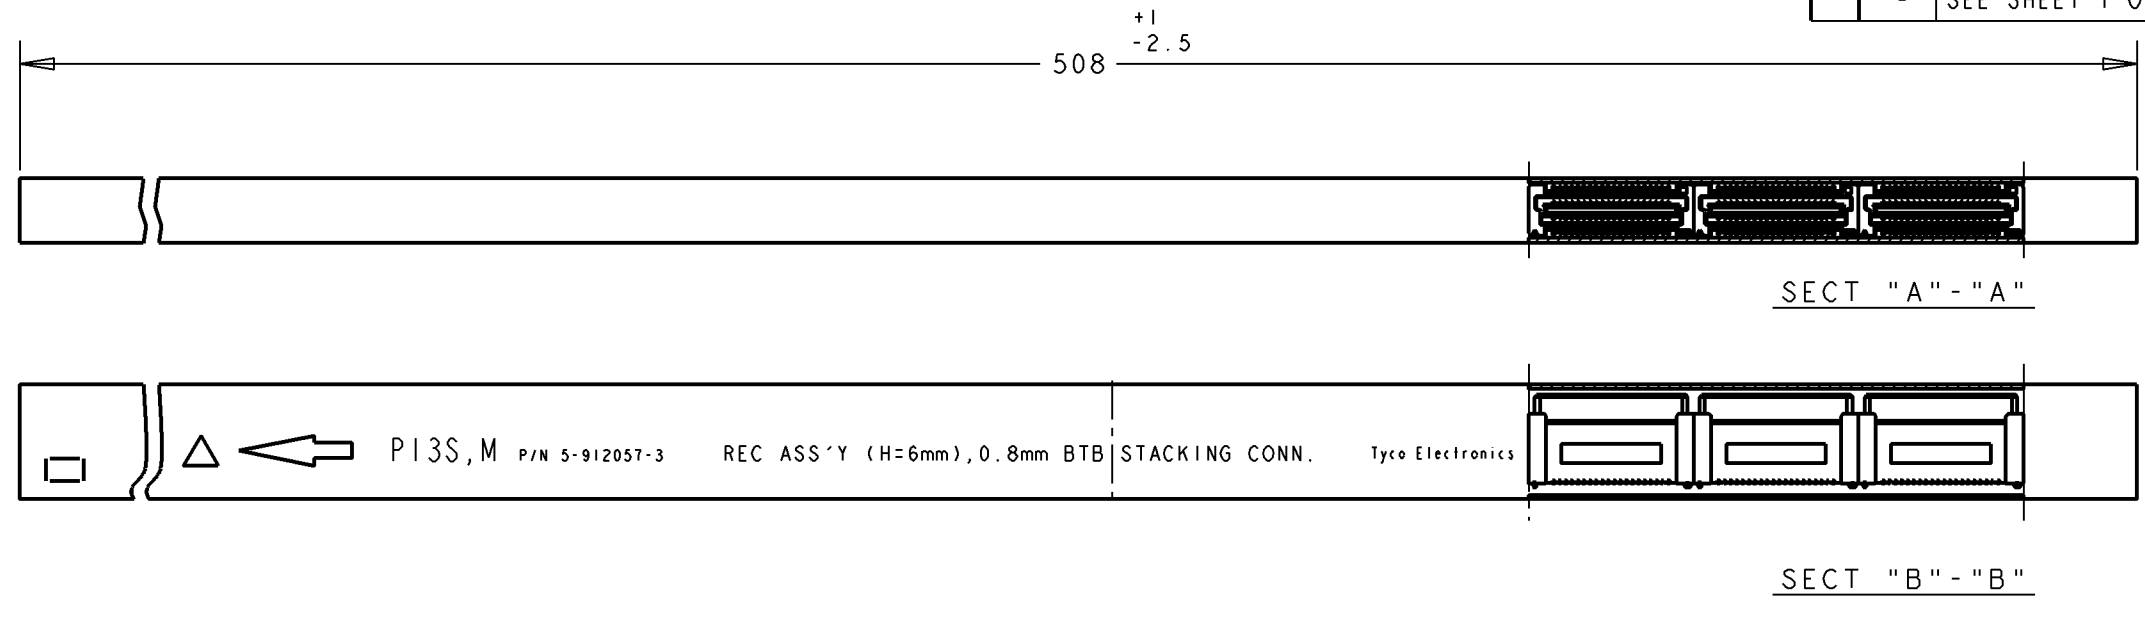 SEE SHEET 1 O
+1
-2.5
508
SECT "A"-"A"
P13S,M P/N 5-912057-3 REC ASS'Y (H=6mm),0.8mm BTB STACKING CONN. Tyco Electronics
SECT "B"-"B"